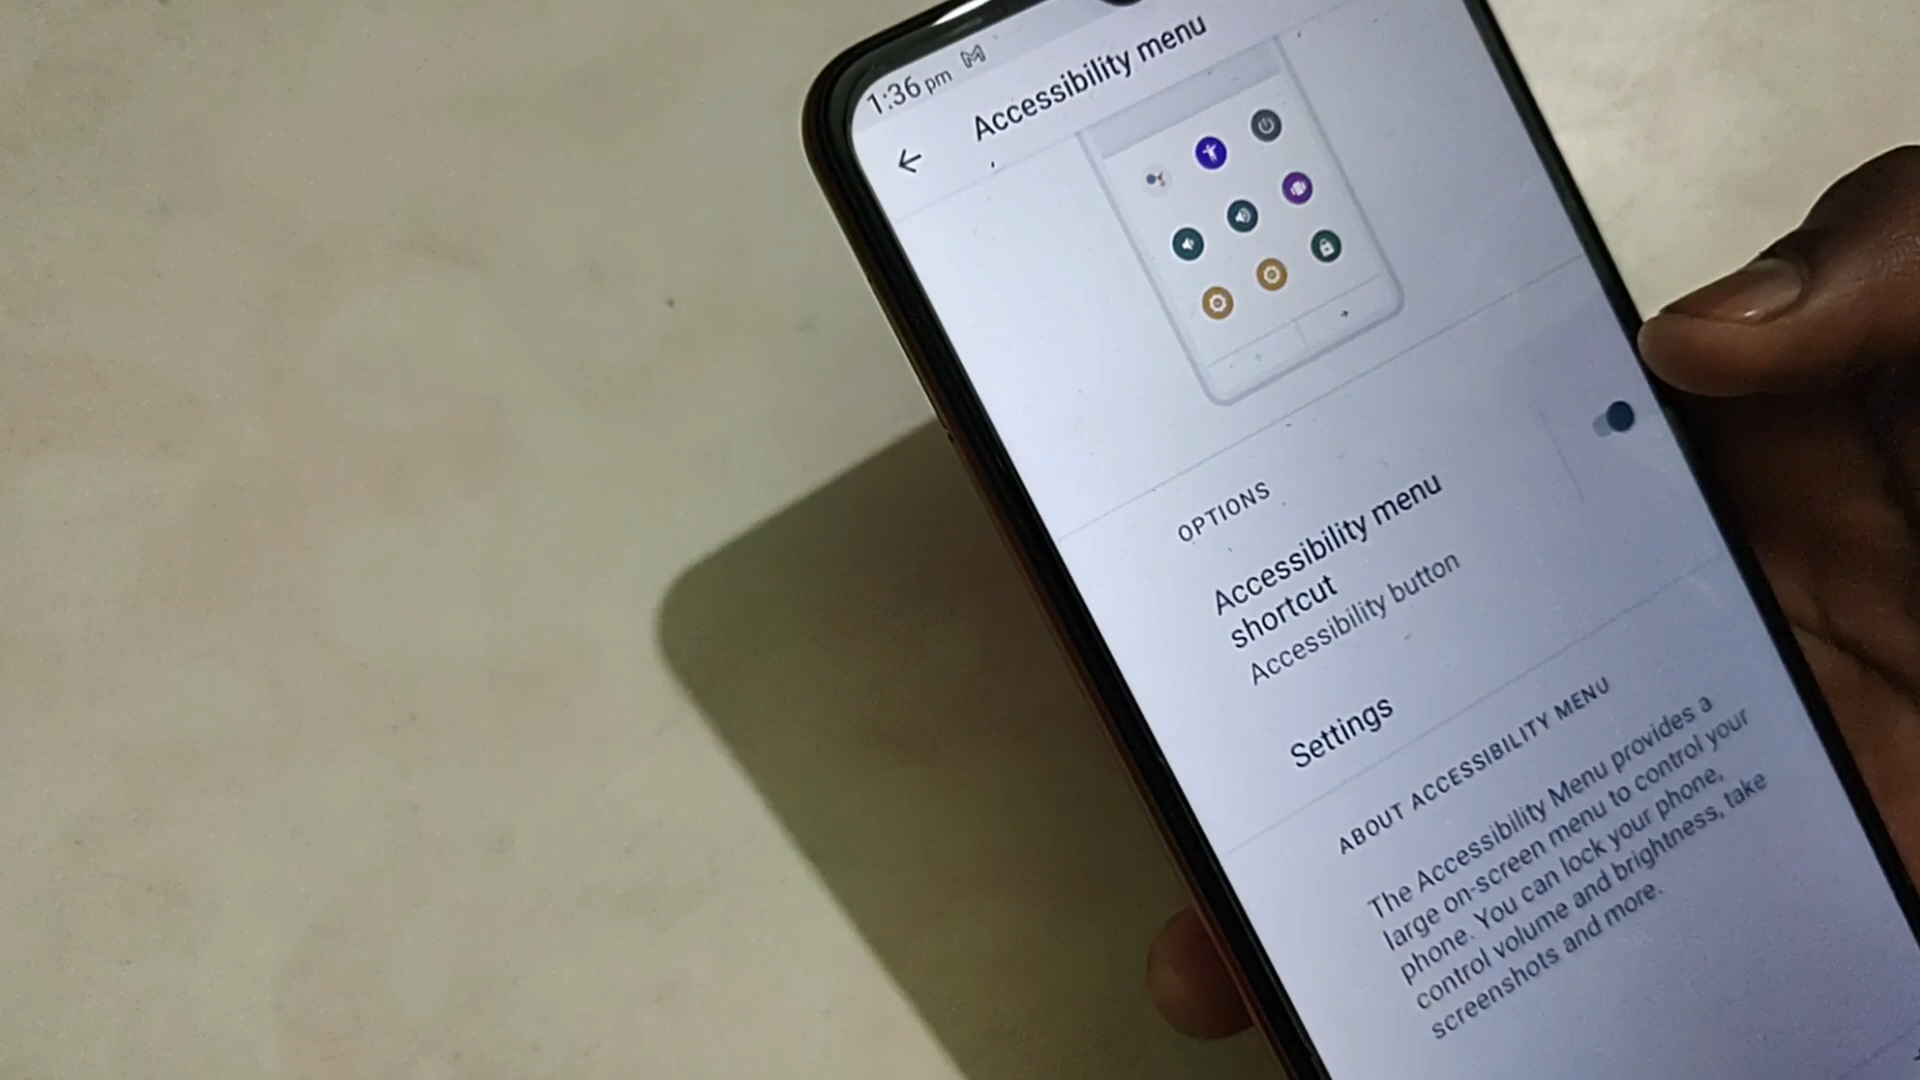 1:36 pm
Accessibility menu
OPTIONS
Accessibility menu
shortcut
Accessibility button
Settings
ABOUT ACCESSIBILITY MENU
The Accessibility Menu provides a
large on-screen menu to control your
phone. You can lock your phone,
control volume and brightness, take
screenshots and more.